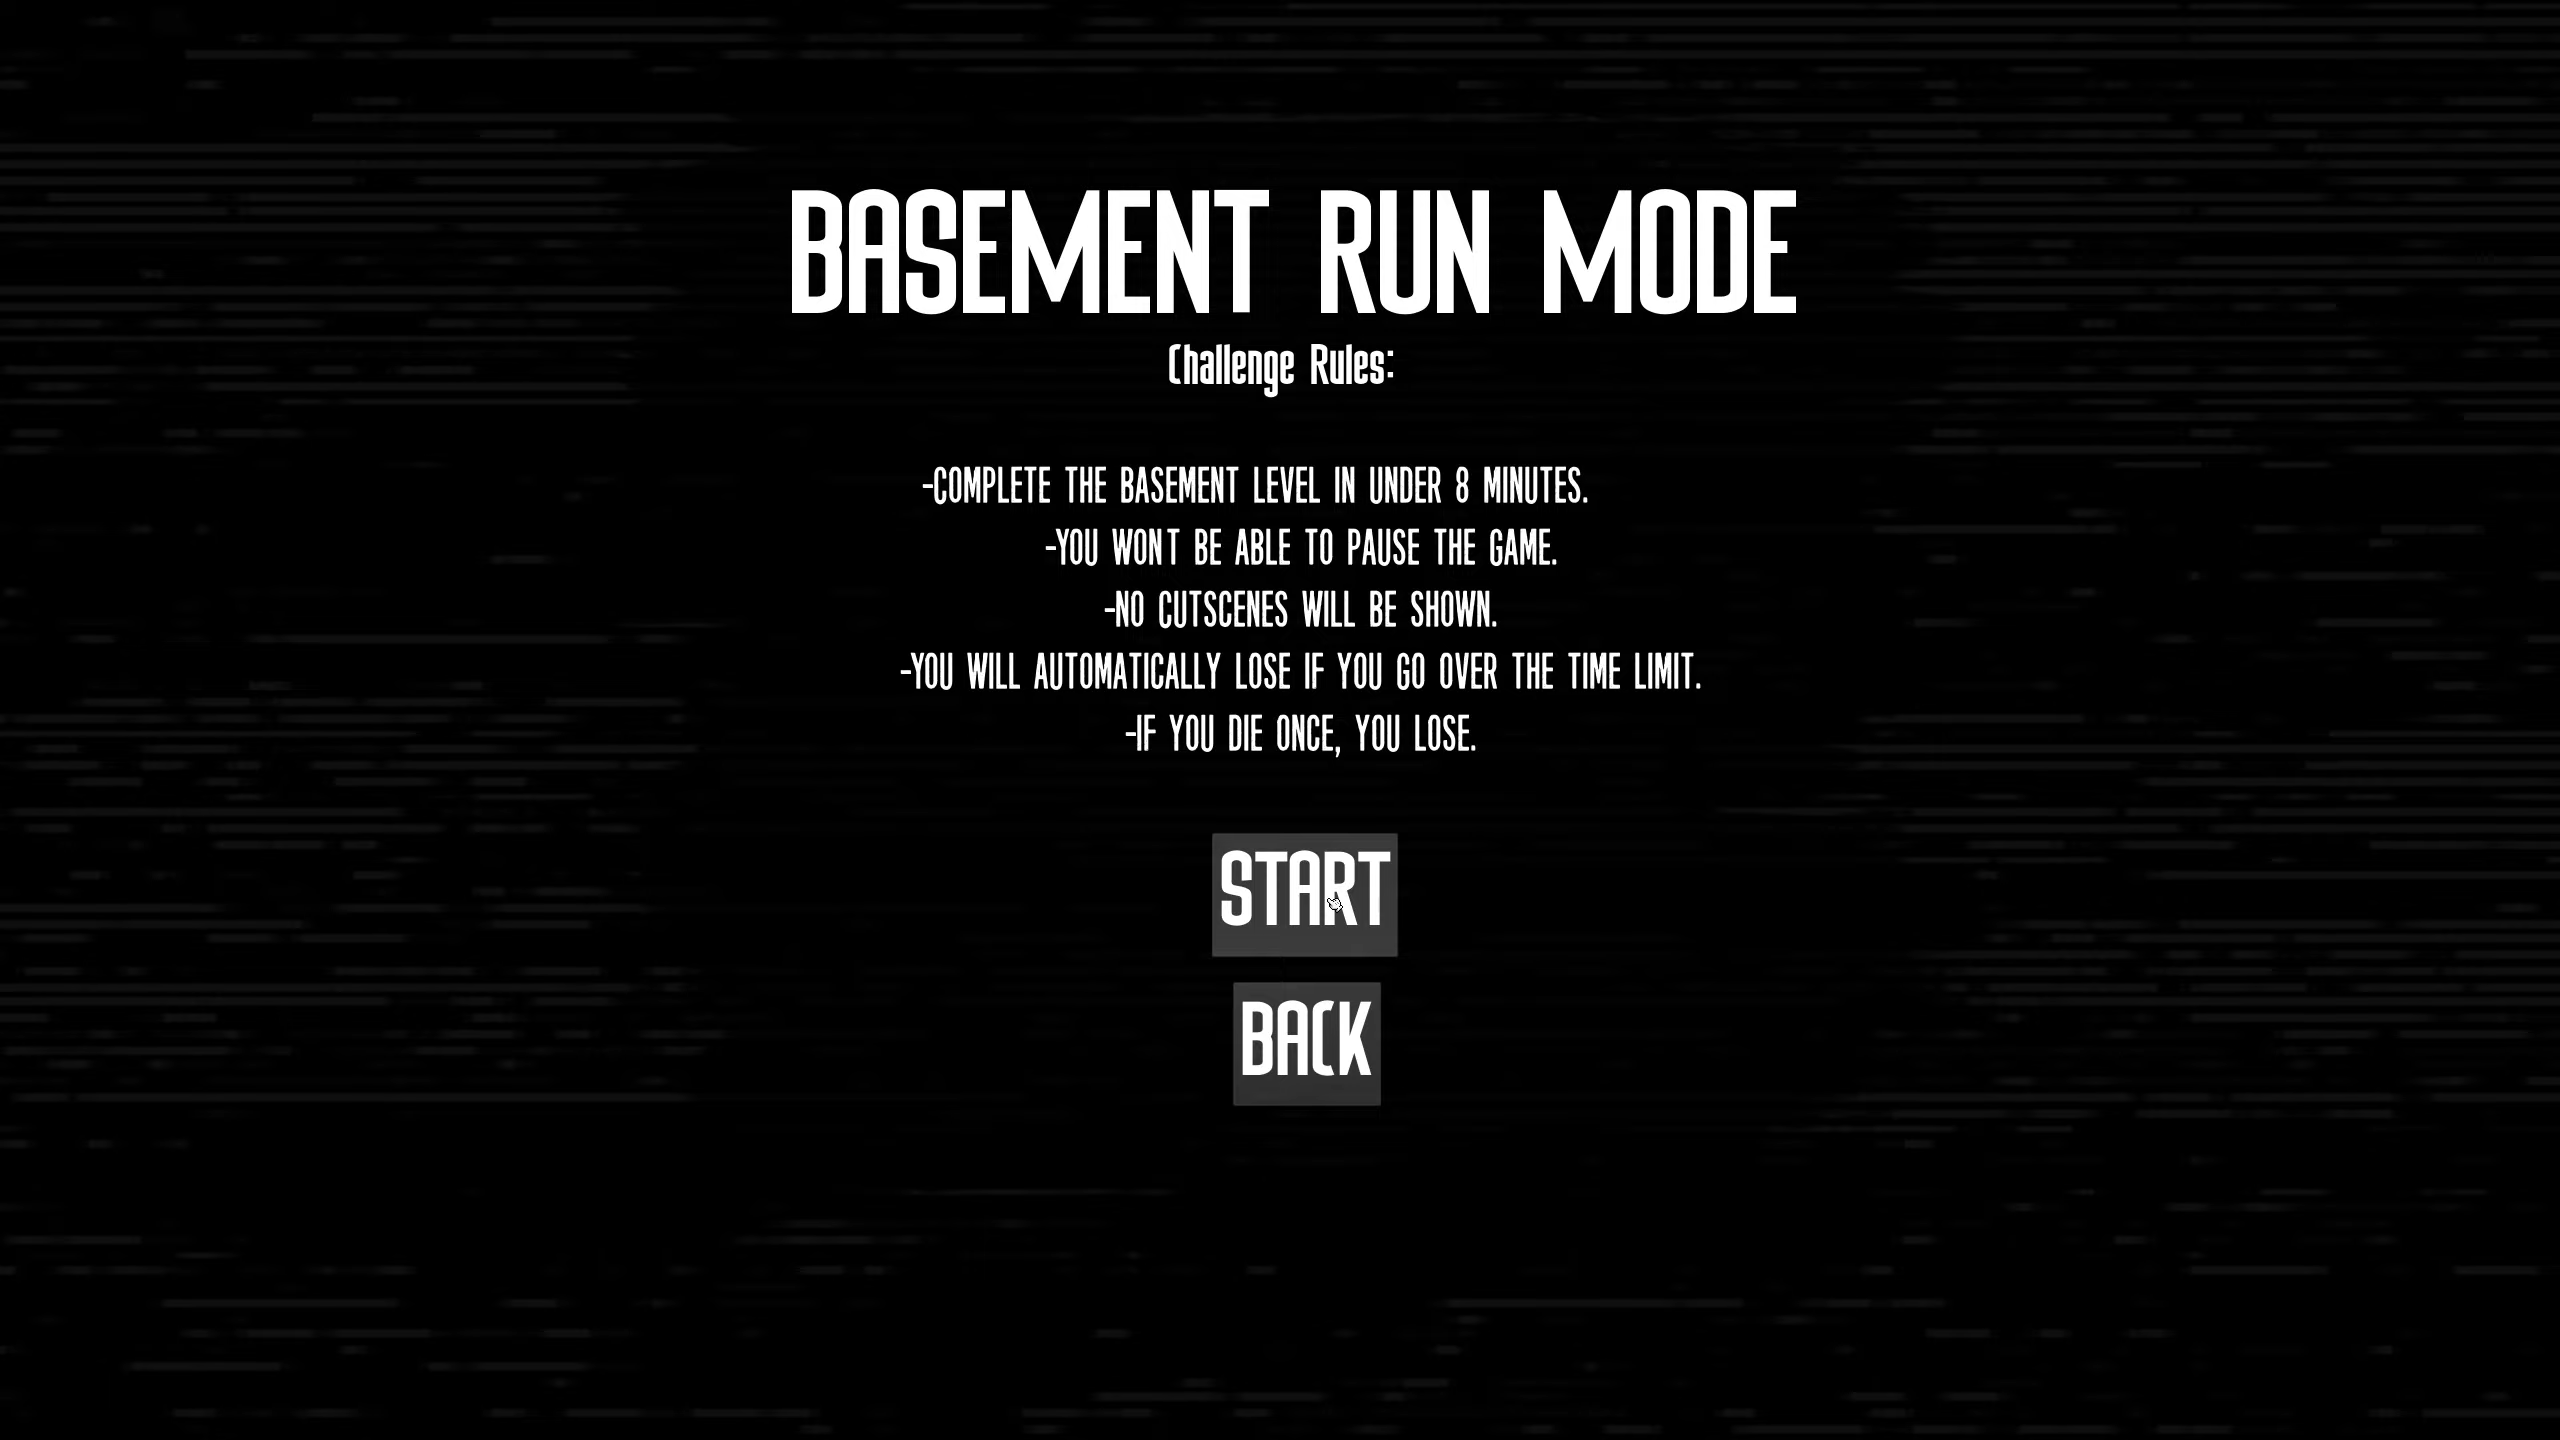 BASEMENT RUN MODE
Challenge Rules:
-COMPLETE THE BASEMENT LEVEL IN UNDER 8 MINUTES.
-YOU WONT BE ABLE TO PAUSE THE GAME.
-NO CUTSCENES WILL BE SHOWN.
-YOU WILL AUTOMATICALLY LOSE IF YOU GO OVER THE TIME LIMIT.
-IF YOU DIE ONCE, YOU LOSE.
START
BACK